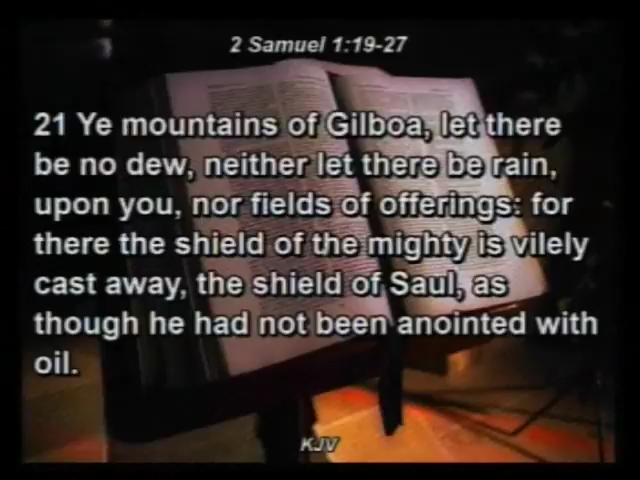 2 Samuel 1:19-27
21 Ye mountains of Gilboa, let there
be no dew, neither let there be rain,
upon you, nor fields of offerings: for
there the shield of the mighty is vilely
cast away, the shield of Saul, as
though he had not been anointed with
oil.
KJV